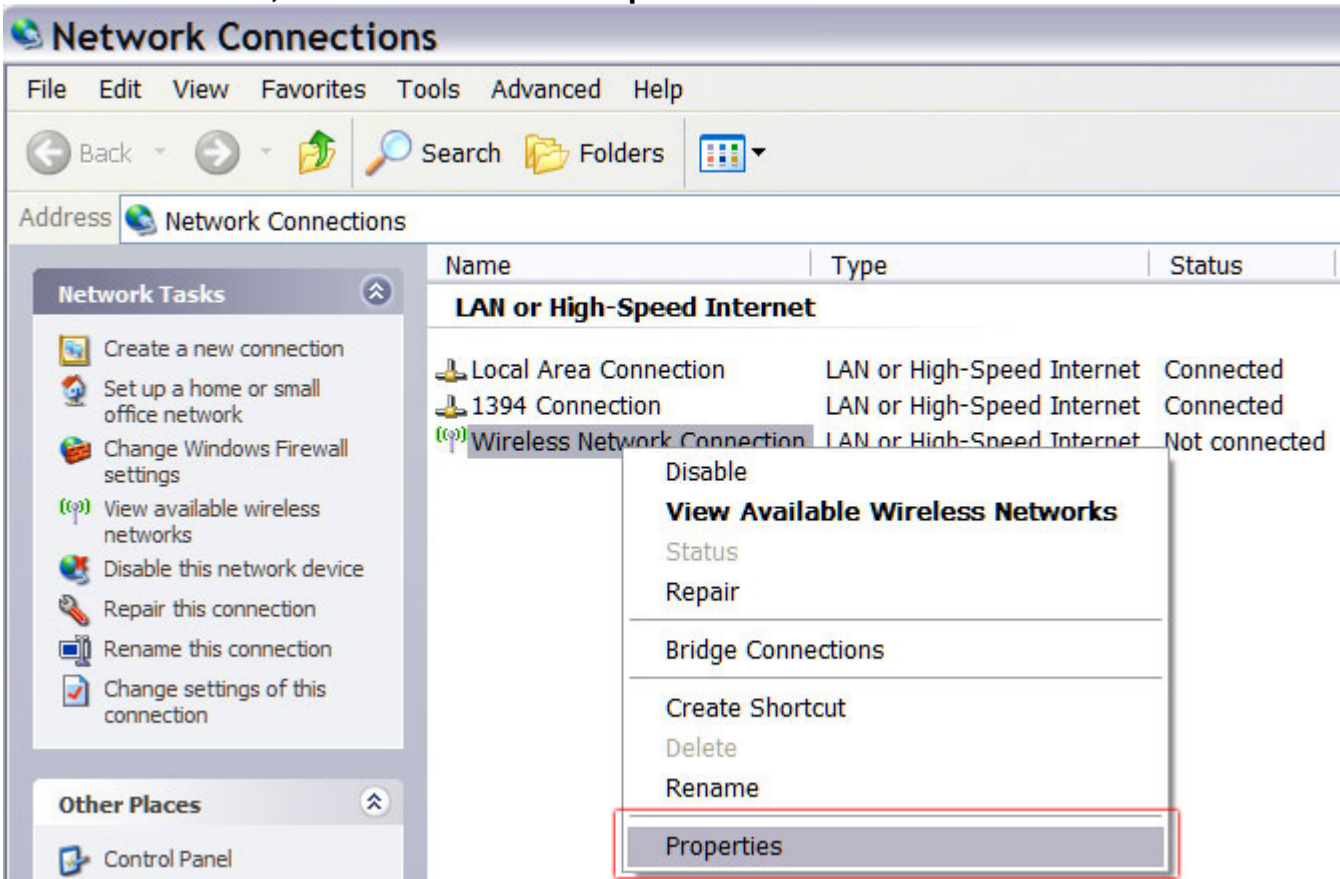 Network Connections
File Edit View Favorites Tools Advanced Help
Back Search Folders
Address Network Connections
Network Tasks
Create a new connection
Set up a home or small
office network
Change Windows Firewall
settings
View available wireless
networks
Disable this network device
Repair this connection
Rename this connection
Change settings of this
connection
Other Places
Control Panel
Name Type Status
LAN or High-Speed Internet
Local Area Connection LAN or High-Speed Internet Connected
1394 Connection LAN or High-Speed Internet Connected
Wireless Network Connection LAN or High-Speed Internet Not connected
Disable
View Available Wireless Networks
Status
Repair
Bridge Connections
Create Shortcut
Delete
Rename
Properties